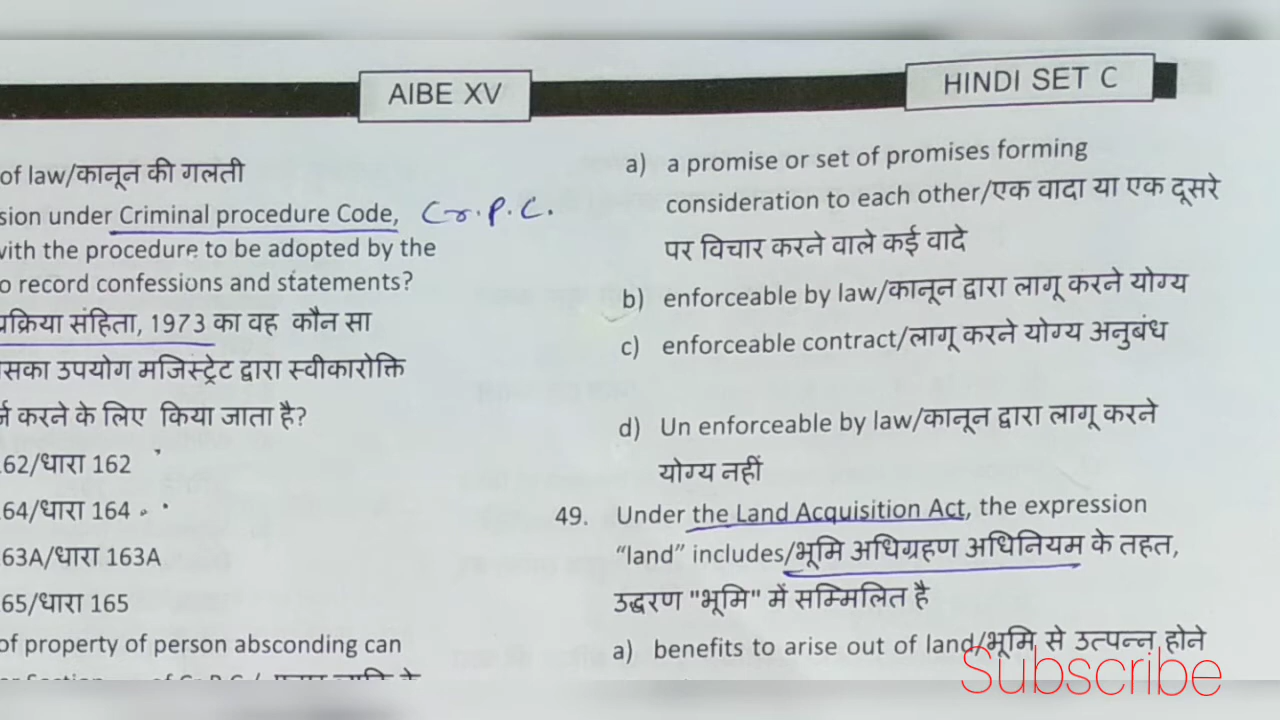 AIBE XV
HINDI SET C
of law/कानून की गलती
sion under Criminal procedure Code, Cr.P.C.
with the procedure to be adopted by the
o record confessions and statements?
प्रक्रिया संहिता, 1973 का वह कौन सा
सका उपयोग मजिस्ट्रेट द्वारा स्वीकारोक्ति
र्ज करने के लिए किया जाता है?
62/धारा 162
64/धारा 164
63A/धारा 163A
65/धारा 165
of property of person absconding can
a) a promise or set of promises forming
consideration to each other/एक वादा या एक दूसरे
पर विचार करने वाले कई वादे
b) enforceable by law/कानून द्वारा लागू करने योग्य
c) enforceable contract/लागू करने योग्य अनुबंध
d) Un enforceable by law/कानून द्वारा लागू करने
योग्य नहीं
49. Under the Land Acquisition Act, the expression
“land” includes/भूमि अधिग्रहण अधिनियम के तहत,
उद्धरण "भूमि" में सम्मिलित है
a) benefits to arise out of land/भूमि से उत्पन्न होने
Subscribe